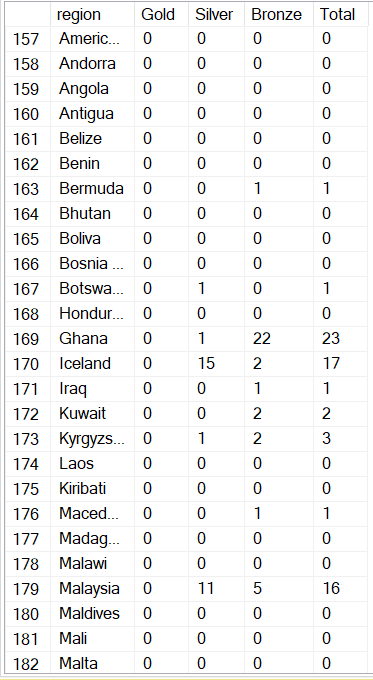 region Gold Silver Bronze Total
157 Americ... 0 0 0 0
158 Andorra 0 0 0 0
159 Angola 0 0 0 0
160 Antigua 0 0 0 0
161 Belize 0 0 0 0
162 Benin 0 0 0 0
163 Bermuda 0 0 1 1
164 Bhutan 0 0 0 0
165 Boliva 0 0 0 0
166 Bosnia ... 0 0 0 0
167 Botswa... 0 1 0 1
168 Hondur... 0 0 0 0
169 Ghana 0 1 22 23
170 Iceland 0 15 2 17
171 Iraq 0 0 1 1
172 Kuwait 0 0 2 2
173 Kyrgyzs... 0 1 2 3
174 Laos 0 0 0 0
175 Kiribati 0 0 0 0
176 Maced... 0 0 1 1
177 Madag... 0 0 0 0
178 Malawi 0 0 0 0
179 Malaysia 0 11 5 16
180 Maldives 0 0 0 0
181 Mali 0 0 0 0
182 Malta 0 0 0 0